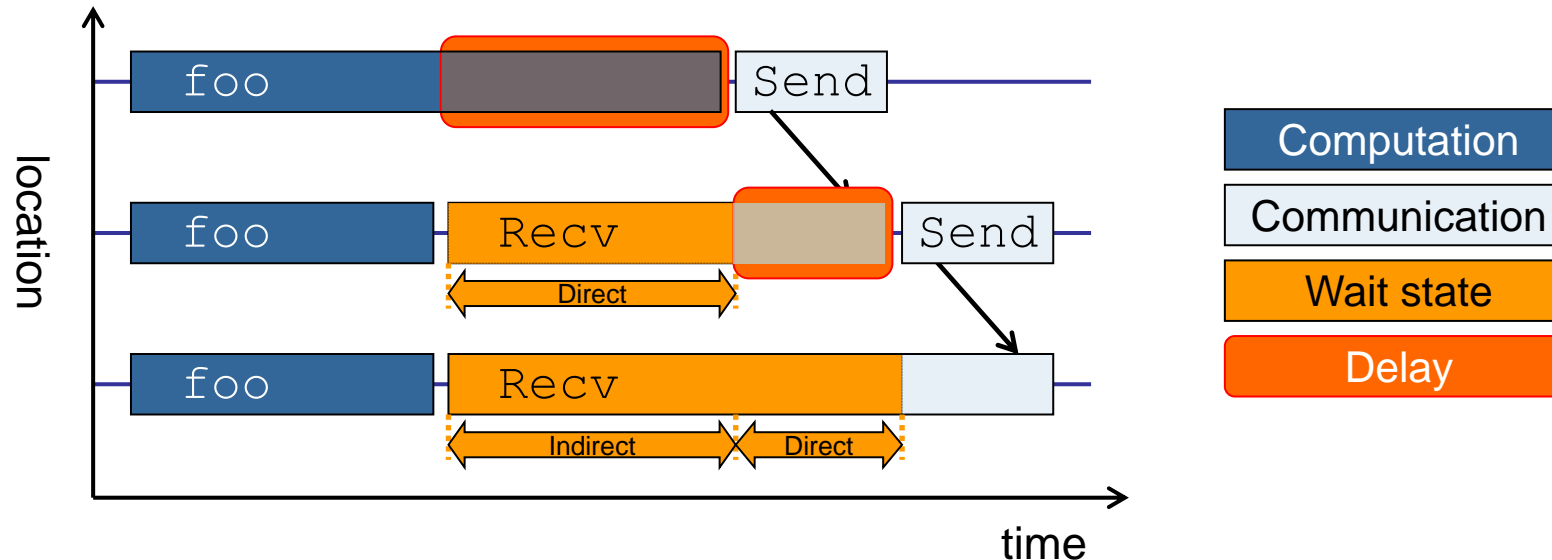 location
foo
Send
foo
Recv
Send
Direct
foo
Recv
Indirect
Direct
time
Computation
Communication
Wait state
Delay